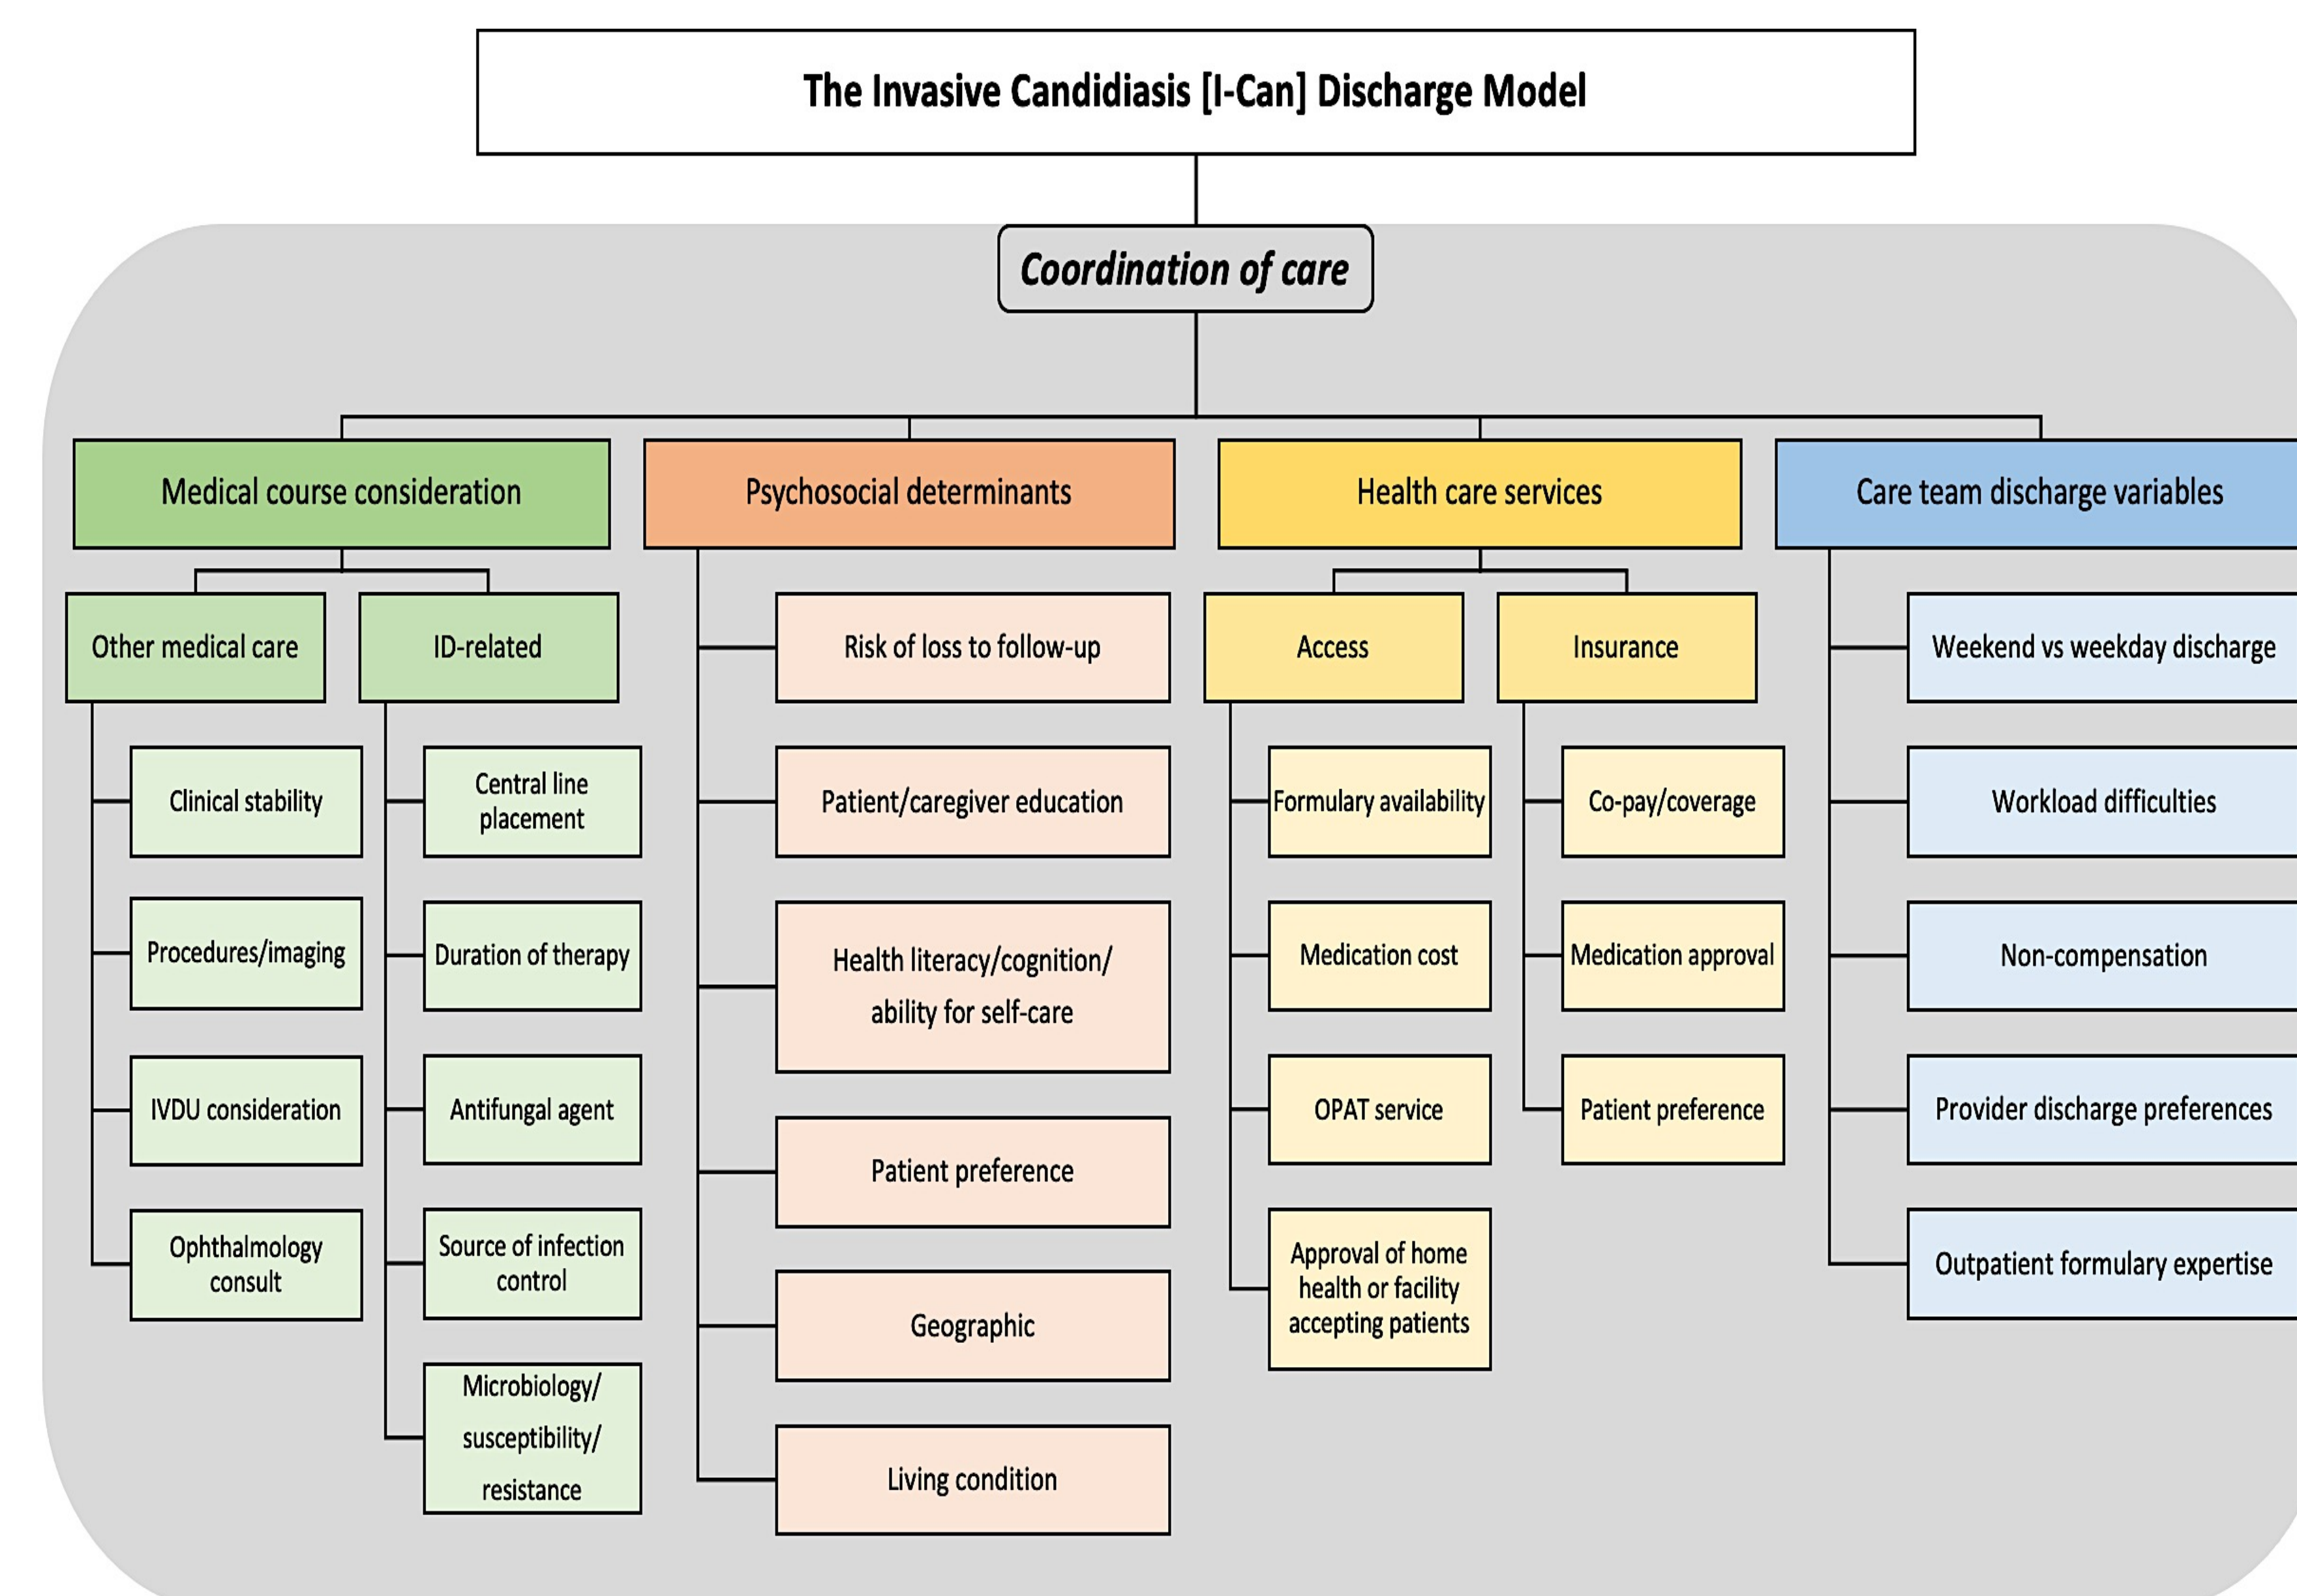 The Invasive Candidiasis [I-Can] Discharge Model
Coordination of care
Medical course consideration
Other medical care
Clinical stability
Procedures/imaging
IVDU consideration
Ophthalmology
consult
ID-related
Central line
placement
Duration of therapy
Antifungal agent
Source of infection
control
Microbiology/
susceptibility/
resistance
Psychosocial determinants
Risk of loss to follow-up
Patient/caregiver education
Health literacy/cognition/
ability for self-care
Patient preference
Geographic
Living condition
Health care services
Access
Formulary availability
Medication cost
OPAT service
Approval of home
health or facility
accepting patients
Insurance
Co-pay/coverage
Medication approval
Patient preference
Care team discharge variables
Weekend vs weekday discharge
Workload difficulties
Non-compensation
Provider discharge preferences
Outpatient formulary expertise